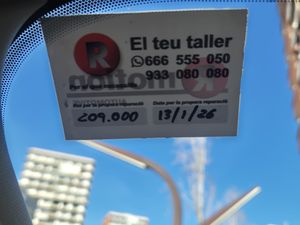 R El teu taller
666 555 050
933 080 080
Km per la propera reparació
Data per la propera reparació
209.000
13/1/26